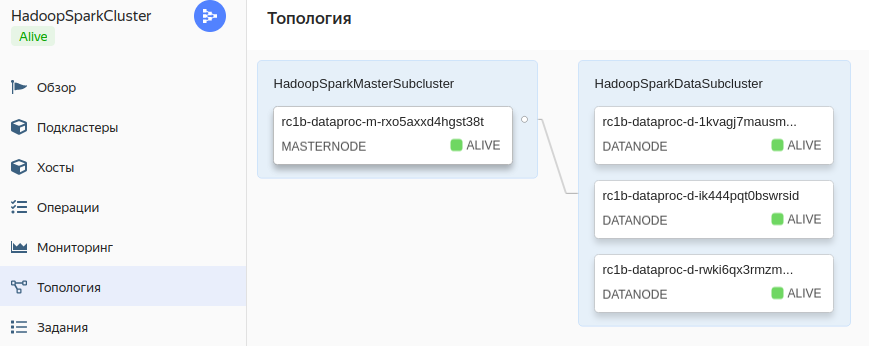 HadoopSparkCluster
Alive
Обзор
Подкластеры
Хосты
Операции
Мониторинг
Топология
Задания
Топология
HadoopSparkMasterSubcluster
rc1b-dataproc-m-rxo5axxd4hgst38t
MASTERNODE ALIVE
HadoopSparkDataSubcluster
rc1b-dataproc-d-1kvagj7mausm...
DATANODE ALIVE
rc1b-dataproc-d-ik444pqt0bswrsid
DATANODE ALIVE
rc1b-dataproc-d-rwki6qx3rmzm...
DATANODE ALIVE